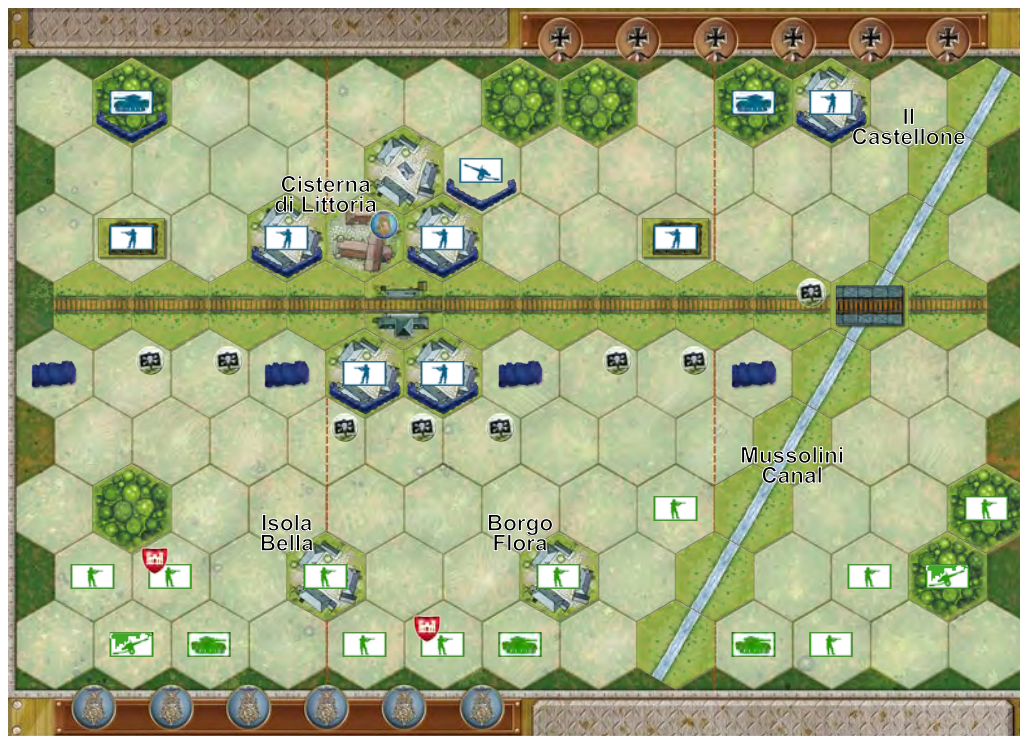 Il
Castellone
Cisterna
di Littoria
Mussolini
Canal
Isola
Bella
Borgo
Flora